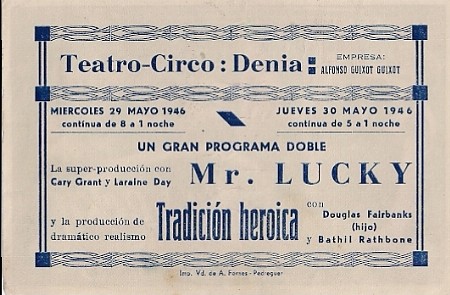 Teatro-Circo : Denia
EMPRESA:
ALFONSO GUIXOT GUIXOT
MIERCOLES 29 MAYO 1946
continua de 8 a 1 noche
JUEVES 30 MAYO 1946
continua de 5 a 1 noche
UN GRAN PROGRAMA DOBLE
La super-producción con
Cary Grant y Laraine Day
Mr. LUCKY
y la producción de
dramático realismo
Tradición heroica
con
Douglas Fairbanks
(hijo)
y Bathil Rathbone
Imp. Vd. de A. Fornes - Pedreguer